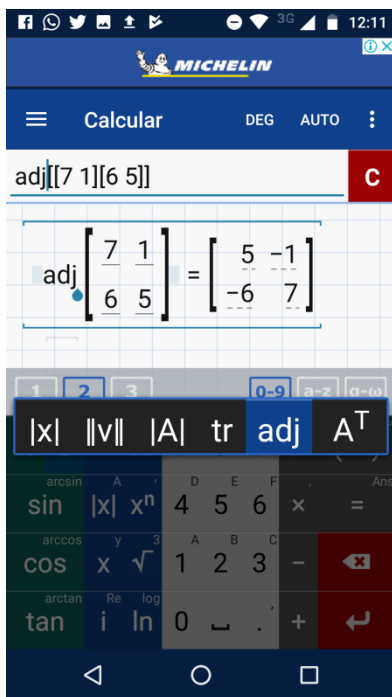 3G 12:11
MICHELIN
Calcular DEG AUTO
adj[[7 1][6 5]] C
adj [7 1] = [5 −1]
[6 5] [−6 7]
1 2 3 0-9 a-z α-ω
|x| ‖v‖ |A| tr adj Aᵀ
arcsin A ' D E F . Ans
sin |x| xⁿ 4 5 6 × =
arccos y 3 A B C
cos x √ 1 2 3 −
arctan Re log ,
tan i ln 0 . +